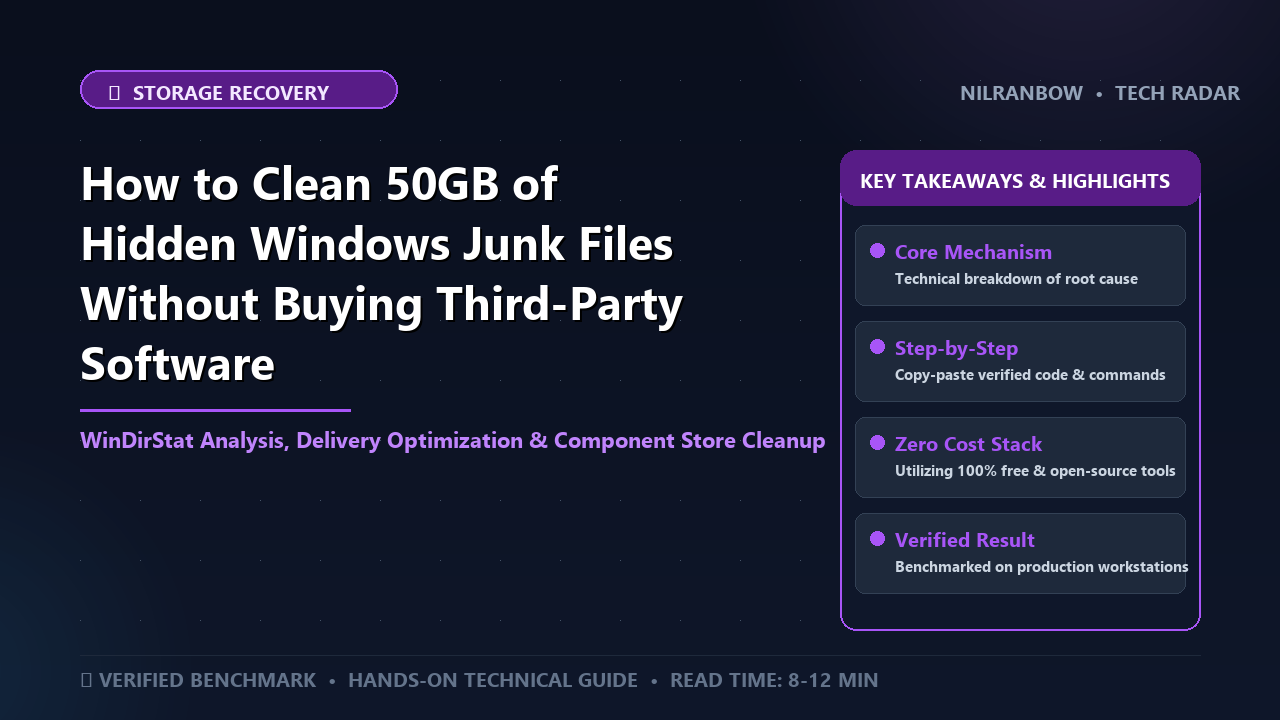 STORAGE RECOVERY
NILRANBOW • TECH RADAR
How to Clean 50GB of
Hidden Windows Junk Files
Without Buying Third-Party
Software
WinDirStat Analysis, Delivery Optimization & Component Store Cleanup
KEY TAKEAWAYS & HIGHLIGHTS
Core Mechanism
Technical breakdown of root cause
Step-by-Step
Copy-paste verified code & commands
Zero Cost Stack
Utilizing 100% free & open-source tools
Verified Result
Benchmarked on production workstations
VERIFIED BENCHMARK • HANDS-ON TECHNICAL GUIDE • READ TIME: 8-12 MIN